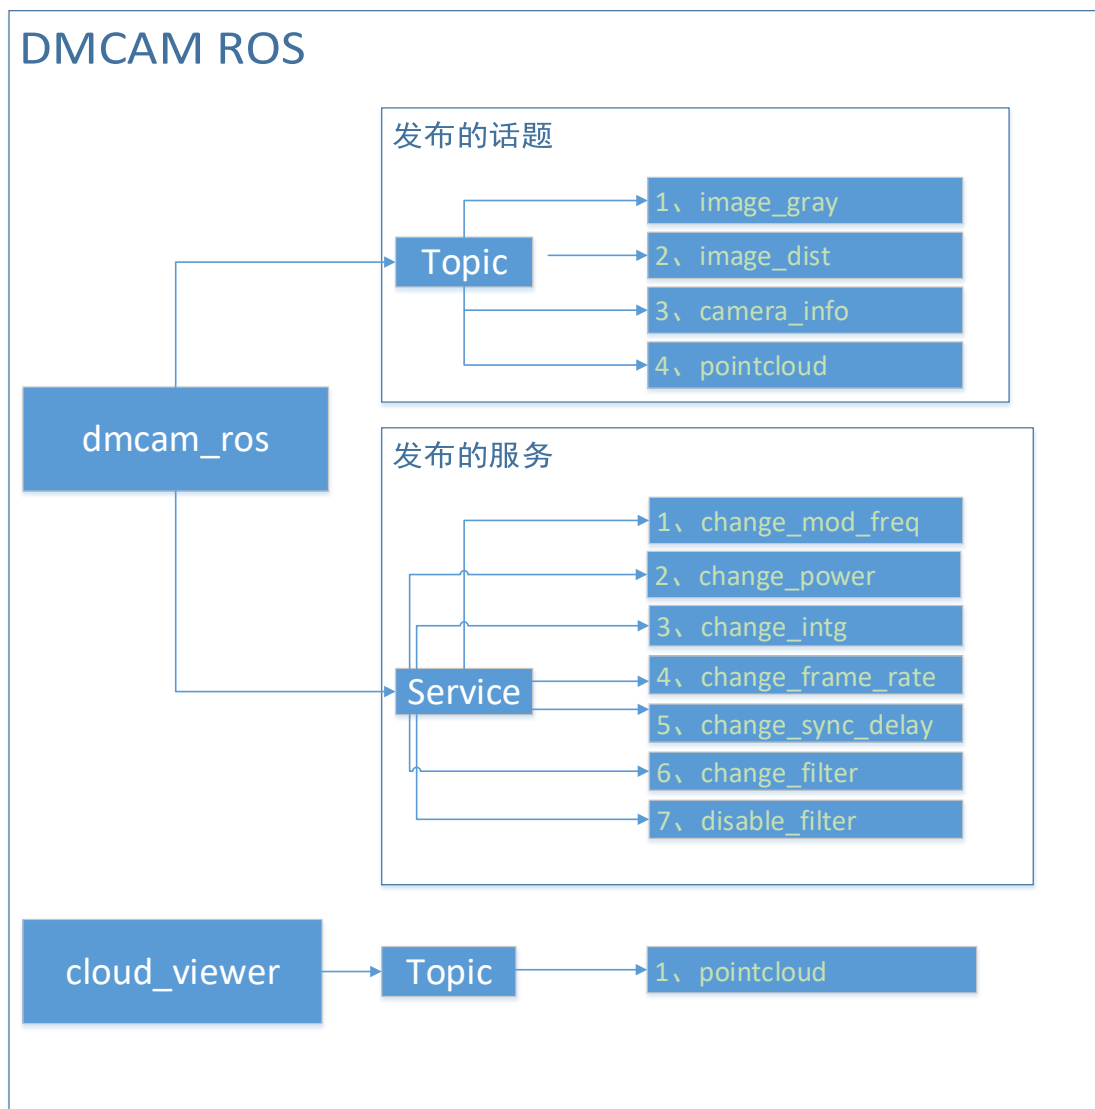 DMCAM ROS
发布的话题
1、image_gray
2、image_dist
Topic
3、camera_info
4、pointcloud
dmcam_ros
发布的服务
1、change_mod_freq
2、change_power
3、change_intg
4、change_frame_rate
Service
5、change_sync_delay
6、change_filter
7、disable_filter
cloud_viewer
Topic
1、pointcloud